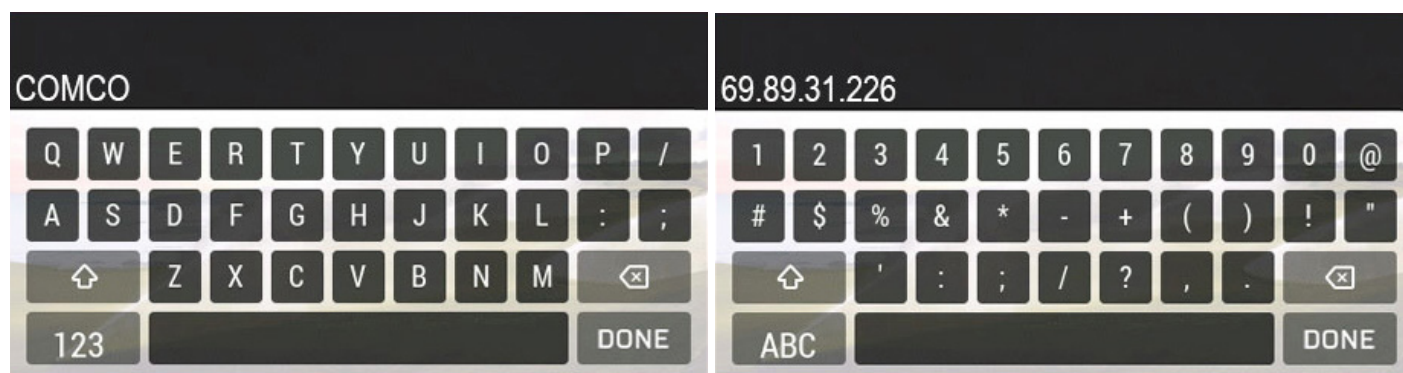 COMCO
Q W E R T Y U I O P /
A S D F G H J K L : ;
Z X C V B N M
123 DONE
69.89.31.226
1 2 3 4 5 6 7 8 9 0 @
# $ % & * - + ( ) ! "
' : ; / ? , .
ABC DONE